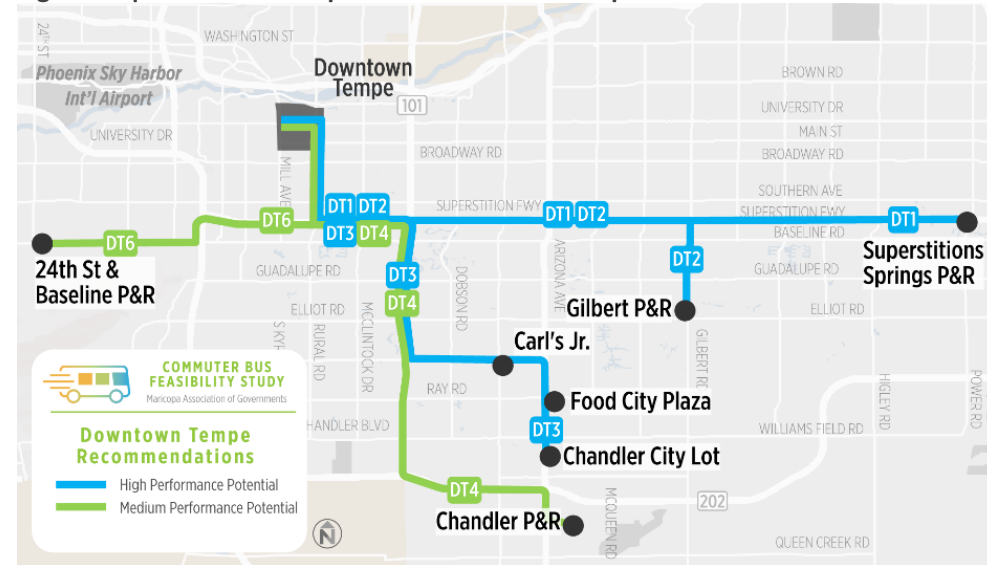 24TH ST
WASHINGTON ST
Phoenix Sky Harbor
Int'l Airport
Downtown
Tempe
101
BROWN RD
UNIVERSITY DR
UNIVERSITY DR
MAIN ST
BROADWAY RD
BROADWAY RD
MILL AVE
SOUTHERN AVE
DT1
DT2
SUPERSTITION FWY
DT1
DT2
SUPERSTITION FWY
DT1
DT6
DT3
DT4
BASELINE RD
DT6
24th St &
Baseline P&R
GUADALUPE RD
DT3
DOBSON RD
ARIZONA AVE
DT2
GUADALUPE RD
Superstitions
Springs P&R
ELLIOT RD
DT4
Gilbert P&R
ELLIOT RD
RURAL RD
MCCLINTOCK DR
Carl's Jr.
GILBERT RD
COMMUTER BUS
FEASIBILITY STUDY
Maricopa Association of Governments
RAY RD
Food City Plaza
HIGLEY RD
POWER RD
HANDLER BLVD
DT3
WILLIAMS FIELD RD
Downtown Tempe
Recommendations
Chandler City Lot
High Performance Potential
Medium Performance Potential
DT4
MCQUEEN RD
202
Chandler P&R
N
QUEEN CREEK RD